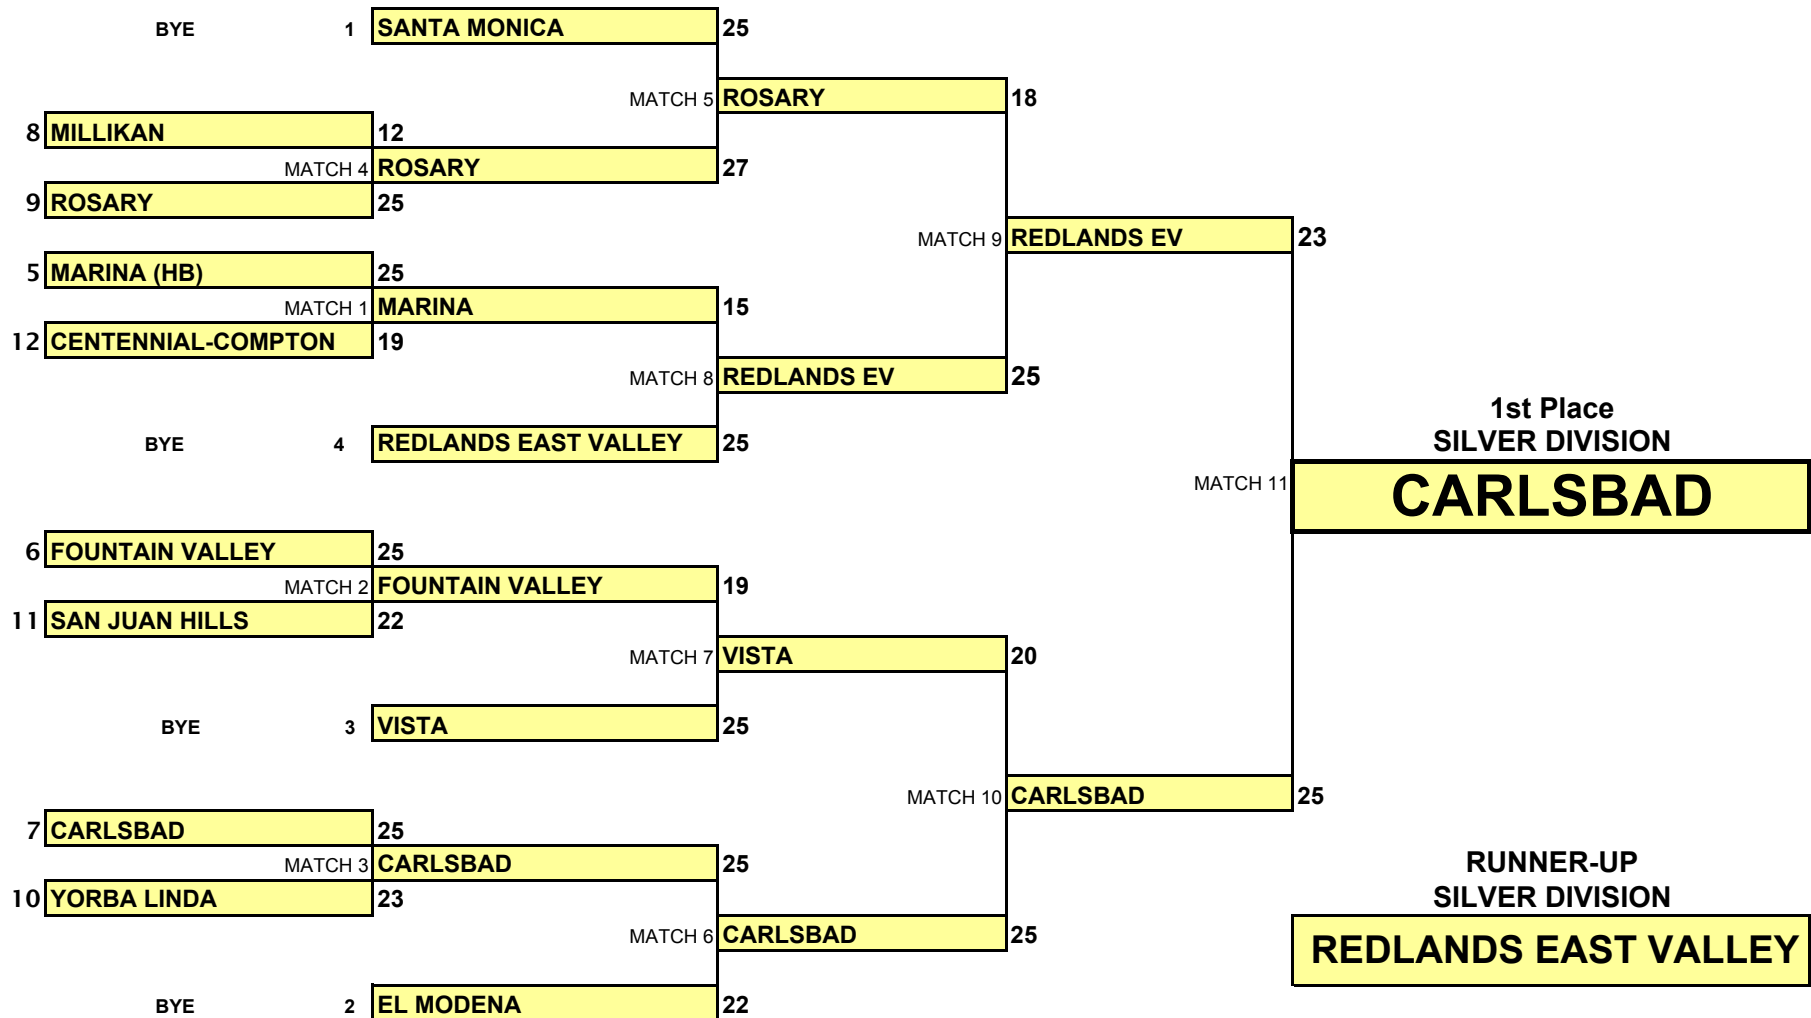 BYE 1 SANTA MONICA 25
MATCH 5 ROSARY 18
8 MILLIKAN 12
MATCH 4 ROSARY 27
9 ROSARY 25
MATCH 9 REDLANDS EV 23
5 MARINA (HB) 25
MATCH 1 MARINA 15
12 CENTENNIAL-COMPTON 19
MATCH 8 REDLANDS EV 25
1st Place
BYE 4 REDLANDS EAST VALLEY 25
SILVER DIVISION
MATCH 11 CARLSBAD
6 FOUNTAIN VALLEY 25
MATCH 2 FOUNTAIN VALLEY 19
11 SAN JUAN HILLS 22
MATCH 7 VISTA 20
BYE 3 VISTA 25
MATCH 10 CARLSBAD 25
7 CARLSBAD 25
MATCH 3 CARLSBAD 25
RUNNER-UP
10 YORBA LINDA 23
SILVER DIVISION
MATCH 6 CARLSBAD 25
REDLANDS EAST VALLEY
BYE 2 EL MODENA 22